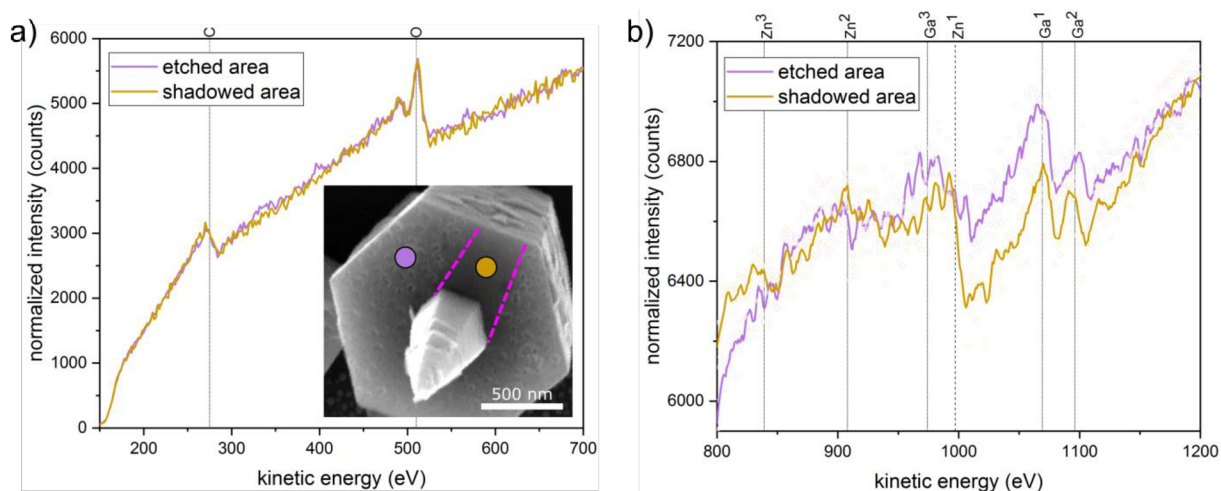 a)
C
O
6000
5000
4000
3000
2000
1000
0
normalized intensity (counts)
etched area
shadowed area
500 nm
200
300
400
500
600
700
kinetic energy (eV)
b)
Zn³
Zn²
Ga³
Zn¹
Ga¹
Ga²
7200
6800
6400
6000
normalized intensity (counts)
etched area
shadowed area
800
900
1000
1100
1200
kinetic energy (eV)